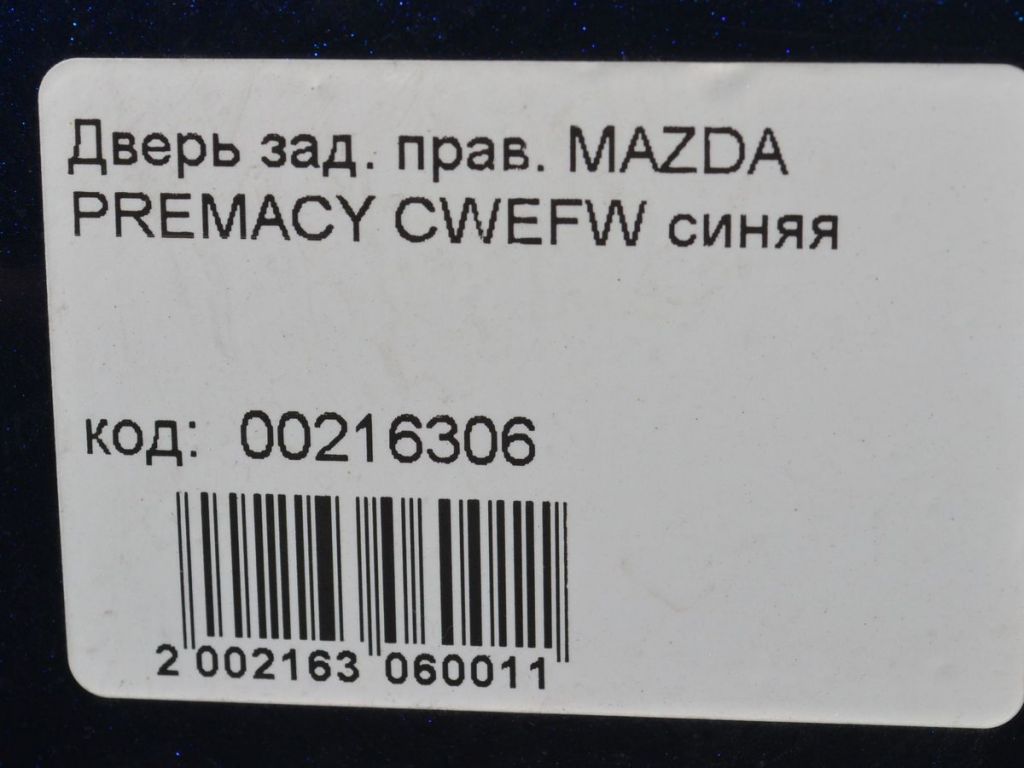 Дверь зад. прав. MAZDA
PREMACY CWEFW синяя
код: 00216306
2 002163 060011